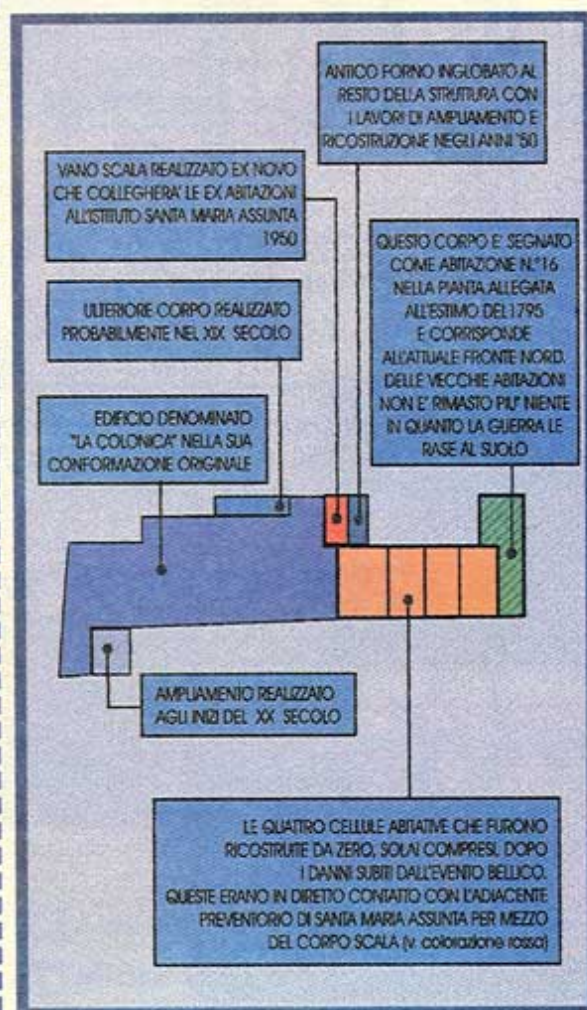 ANTICO FORNO INGLOBATO AL
RESTO DELLA STRUTTURA CON
I LAVORI DI AMPLIAMENTO E
RICOSTRUZIONE NEGLI ANNI '50
VANO SCALA REALIZZATO EX NOVO
CHE COLLEGHERA' LE EX ABITAZIONI
ALL'ISTITUTO SANTA MARIA ASSUNTA
1950
QUESTO CORPO E' SEGNATO
COME ABITAZIONE N.°16
NELLA PIANTA ALLEGATA
ALL'ESTIMO DEL 1795
E CORRISPONDE
ALL'ATTUALE FRONTE NORD.
DELLE VECCHIE ABITAZIONI
NON E' RIMASTO PIU' NIENTE
IN QUANTO LA GUERRA LE
RASE AL SUOLO
ULTERIORE CORPO REALIZZATO
PROBABILMENTE NEL XIX SECOLO
EDIFICIO DENOMINATO
"LA COLONICA" NELLA SUA
CONFORMAZIONE ORIGINALE
AMPLIAMENTO REALIZZATO
AGLI INIZI DEL XX SECOLO
LE QUATTRO CELLULE ABITATIVE CHE FURONO
RICOSTRUITE DA ZERO, SOLAI COMPRESI, DOPO
I DANNI SUBITI DALL'EVENTO BELLICO.
QUESTE ERANO IN DIRETTO CONTATTO CON L'ADIACENTE
PREVENTORIO DI SANTA MARIA ASSUNTA PER MEZZO
DEL CORPO SCALA (v. colorazione rossa)